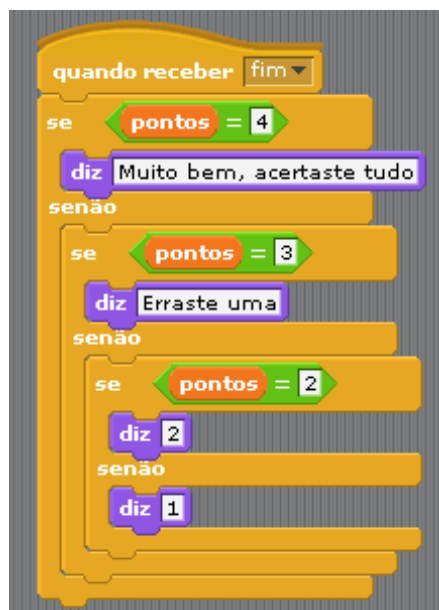 quando receber fim
se pontos = 4
diz Muito bem, acertaste tudo
senão
se pontos = 3
diz Erraste uma
senão
se pontos = 2
diz 2
senão
diz 1